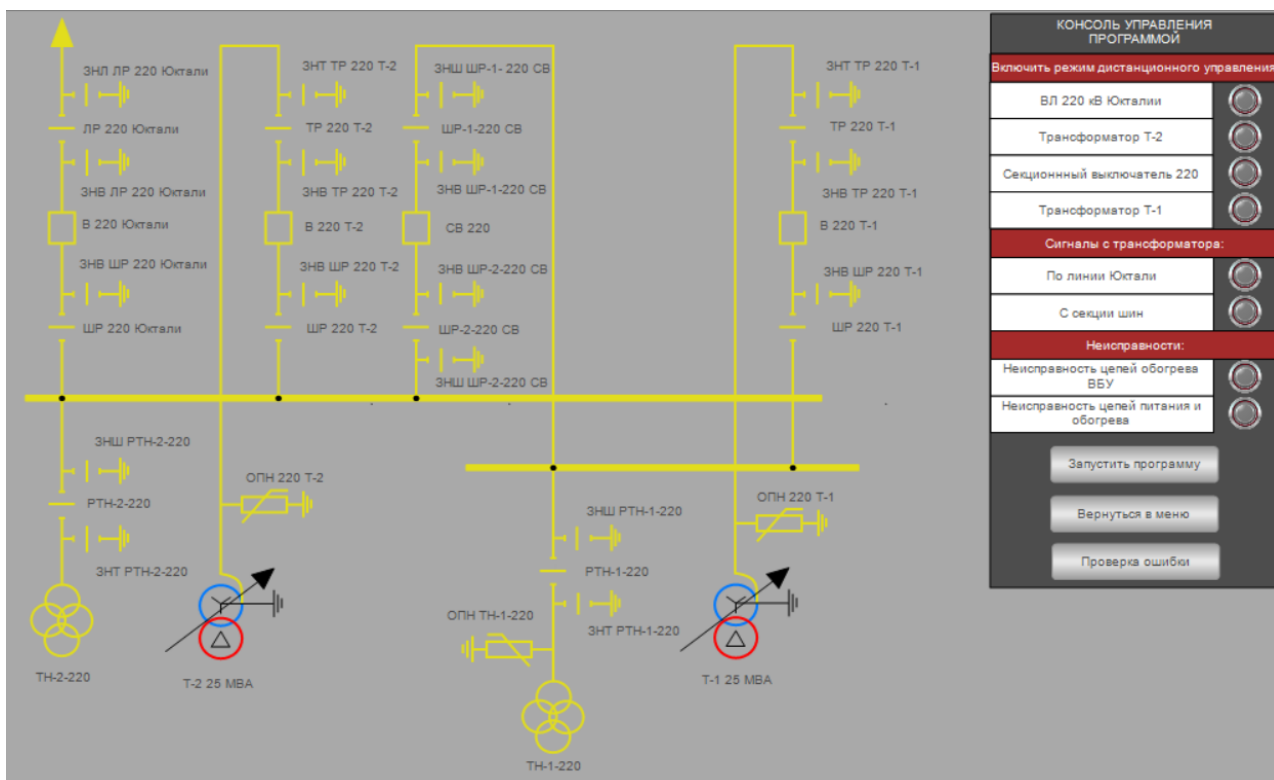 ЗНЛ ЛР 220 Юктали
ЛР 220 Юктали
ЗНВ ЛР 220 Юктали
В 220 Юктали
ЗНВ ШР 220 Юктали
ШР 220 Юктали
ЗНТ ТР 220 Т-2
ТР 220 Т-2
ЗНВ ТР 220 Т-2
В 220 Т-2
ЗНВ ШР 220 Т-2
ШР 220 Т-2
ЗНШ ШР-1- 220 СВ
ШР-1-220 СВ
ЗНВ ШР-1-220 СВ
СВ 220
ЗНВ ШР-2-220 СВ
ШР-2-220 СВ
ЗНШ ШР-2-220 СВ
ЗНТ ТР 220 Т-1
ТР 220 Т-1
ЗНВ ТР 220 Т-1
В 220 Т-1
ЗНВ ШР 220 Т-1
ШР 220 Т-1
ЗНШ РТН-2-220
РТН-2-220
ЗНТ РТН-2-220
ТН-2-220
ОПН 220 Т-2
Т-2 25 МВА
ЗНШ РТН-1-220
РТН-1-220
ЗНТ РТН-1-220
ОПН ТН-1-220
ТН-1-220
ОПН 220 Т-1
Т-1 25 МВА
КОНСОЛЬ УПРАВЛЕНИЯ
ПРОГРАММОЙ
Включить режим дистанционного управления
ВЛ 220 кВ Юкталии
Трансформатор Т-2
Секционнный выключатель 220
Трансформатор Т-1
Сигналы с трансформатора:
По линии Юктали
С секции шин
Неисправности:
Неисправность цепей обогрева
ВБУ
Неисправность цепей питания и
обогрева
Запустить программу
Вернуться в меню
Проверка ошибки